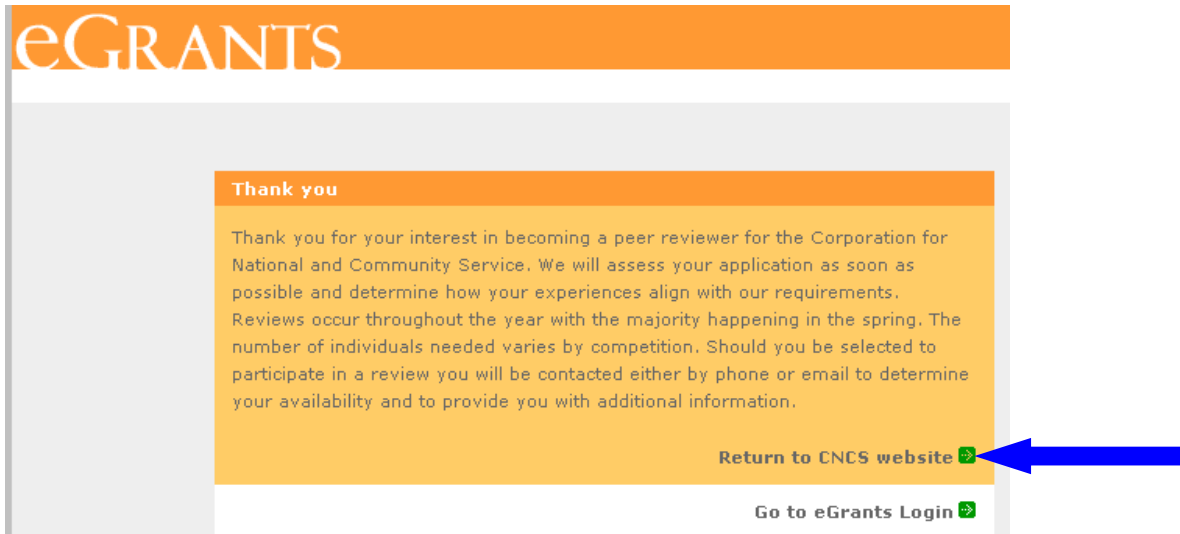 eGRANTS
Thank you
Thank you for your interest in becoming a peer reviewer for the Corporation for
National and Community Service. We will assess your application as soon as
possible and determine how your experiences align with our requirements.
Reviews occur throughout the year with the majority happening in the spring. The
number of individuals needed varies by competition. Should you be selected to
participate in a review you will be contacted either by phone or email to determine
your availability and to provide you with additional information.
Return to CNCS website
Go to eGrants Login